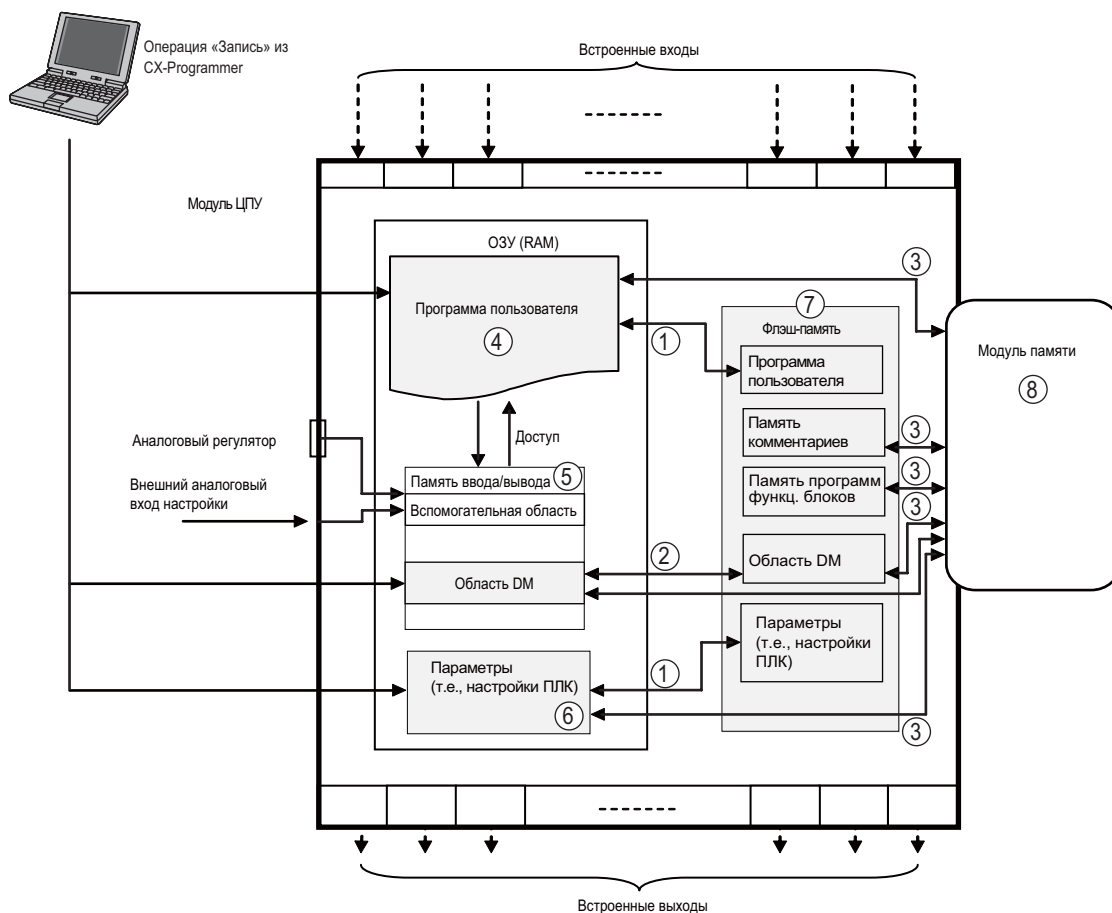 Операция «Запись» из
CX-Programmer
Встроенные входы
Модуль ЦПУ
ОЗУ (RAM)
3
Программа пользователя
4
1
7
Флэш-память
Программа
пользователя
Модуль памяти
8
Память
комментариев
3
Аналоговый регулятор
Доступ
3
Память ввода/вывода
5
Память программ
функц. блоков
Внешний аналоговый
вход настройки
Вспомогательная область
3
2
Область DM
Область DM
Параметры
(т.е., настройки
ПЛК)
Параметры
(т.е., настройки ПЛК)
1
6
3
Встроенные выходы